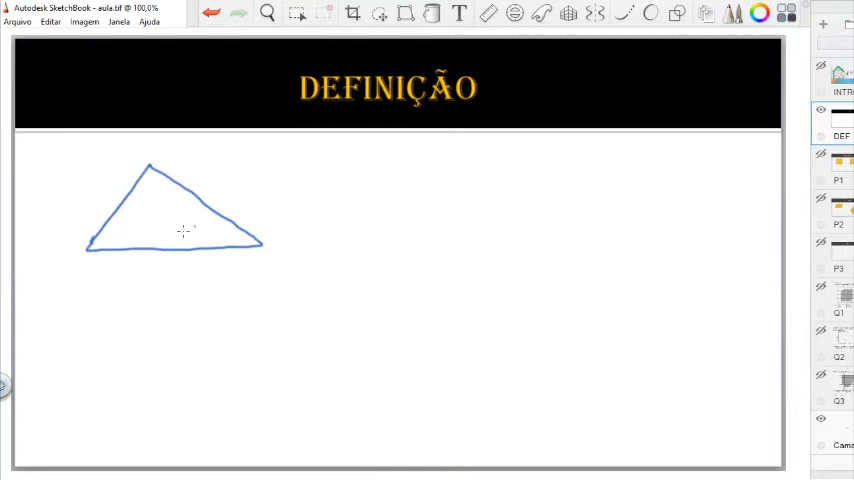 Autodesk SketchBook - aula.tif @ 100,0%
Arquivo Editar Imagem Janela Ajuda
DEFINIÇÃO
INTR
DEF
P1
P2
P3
Q1
Q2
Q3
Cama